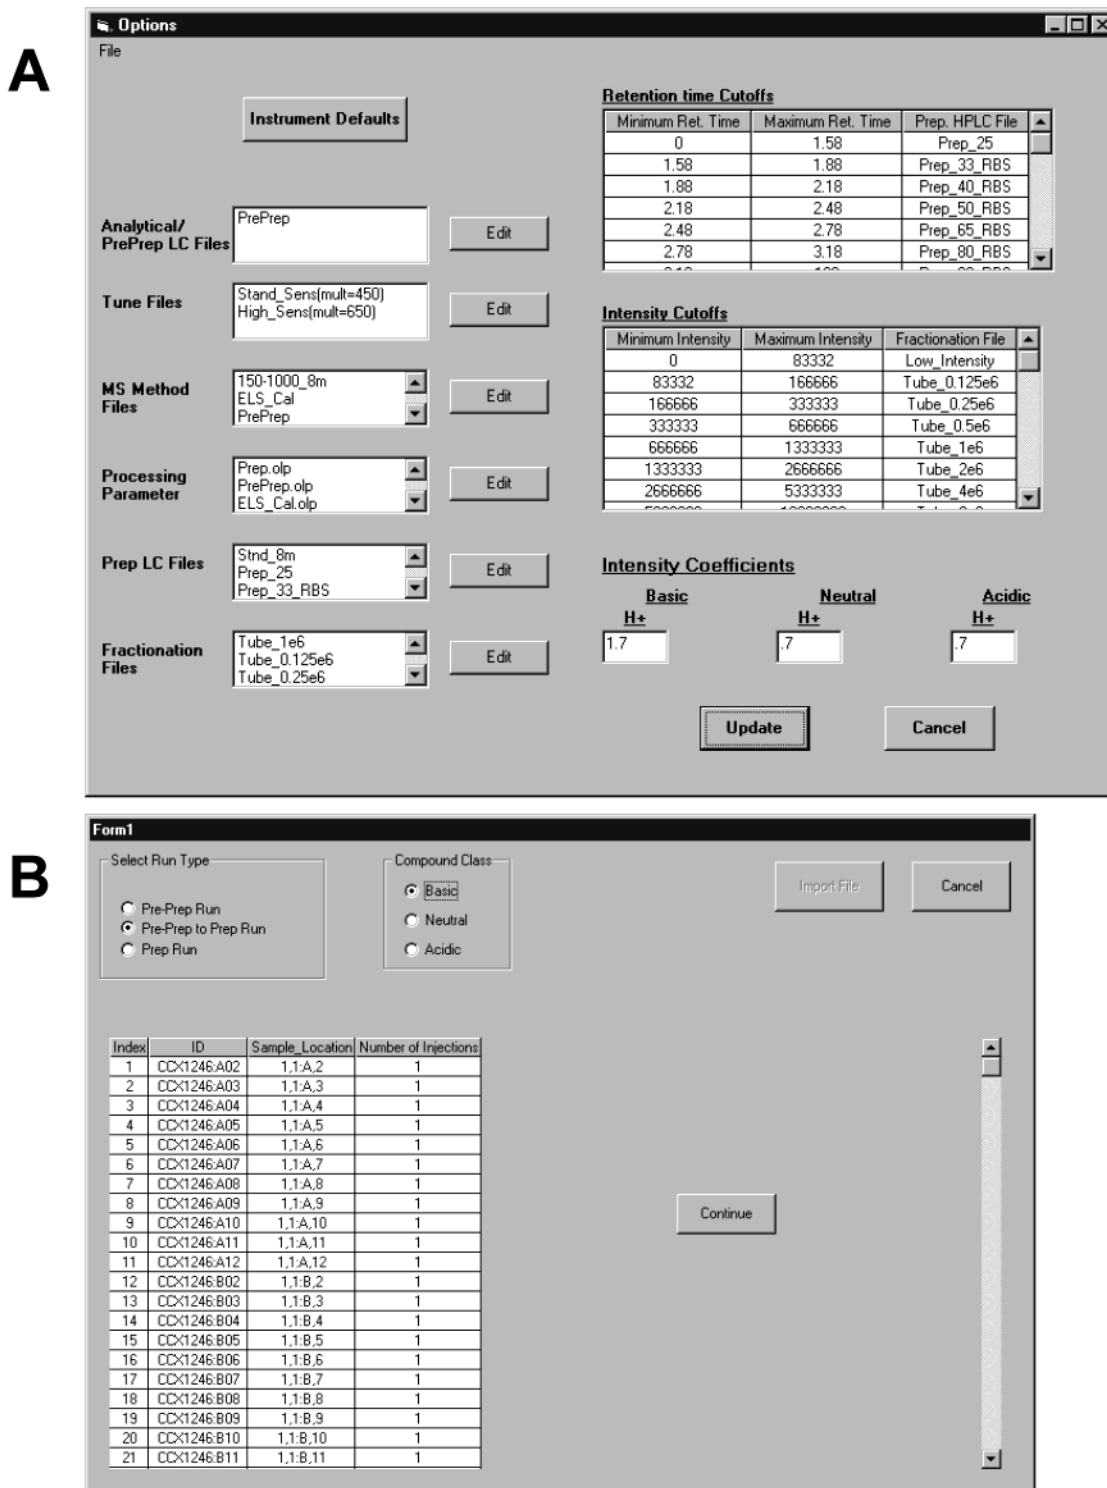 A
Options
File
Instrument Defaults
Analytical/
PrePrep LC Files
PrePrep
Edit
Tune Files
Stand_Sens(mult=450)
High_Sens(mult=650)
Edit
MS Method
Files
150-1000_8m
ELS_Cal
PrePrep
Edit
Processing
Parameter
Prep.olp
PrePrep.olp
ELS_Cal.olp
Edit
Prep LC Files
Stnd_8m
Prep_25
Prep_33_RBS
Edit
Fractionation
Files
Tube_1e6
Tube_0.125e6
Tube_0.25e6
Edit
Retention time Cutoffs
Minimum Ret. Time Maximum Ret. Time Prep. HPLC File
0 1.58 Prep_25
1.58 1.88 Prep_33_RBS
1.88 2.18 Prep_40_RBS
2.18 2.48 Prep_50_RBS
2.48 2.78 Prep_65_RBS
2.78 3.18 Prep_80_RBS
Intensity Cutoffs
Minimum Intensity Maximum Intensity Fractionation File
0 83332 Low_Intensity
83332 166666 Tube_0.125e6
166666 333333 Tube_0.25e6
333333 666666 Tube_0.5e6
666666 1333333 Tube_1e6
1333333 2666666 Tube_2e6
2666666 5333333 Tube_4e6
Intensity Coefficients
Basic Neutral Acidic
H+ H+ H+
1.7 .7 .7
Update Cancel
B
Form1
Select Run Type
Pre-Prep Run
Pre-Prep to Prep Run
Prep Run
Compound Class
Basic
Neutral
Acidic
Import File Cancel
Index ID Sample_Location Number of Injections
1 CCX1246:A02 1,1:A,2 1
2 CCX1246:A03 1,1:A,3 1
3 CCX1246:A04 1,1:A,4 1
4 CCX1246:A05 1,1:A,5 1
5 CCX1246:A06 1,1:A,6 1
6 CCX1246:A07 1,1:A,7 1
7 CCX1246:A08 1,1:A,8 1
8 CCX1246:A09 1,1:A,9 1
9 CCX1246:A10 1,1:A,10 1
10 CCX1246:A11 1,1:A,11 1
11 CCX1246:A12 1,1:A,12 1
12 CCX1246:B02 1,1:B,2 1
13 CCX1246:B03 1,1:B,3 1
14 CCX1246:B04 1,1:B,4 1
15 CCX1246:B05 1,1:B,5 1
16 CCX1246:B06 1,1:B,6 1
17 CCX1246:B07 1,1:B,7 1
18 CCX1246:B08 1,1:B,8 1
19 CCX1246:B09 1,1:B,9 1
20 CCX1246:B10 1,1:B,10 1
21 CCX1246:B11 1,1:B,11 1
Continue